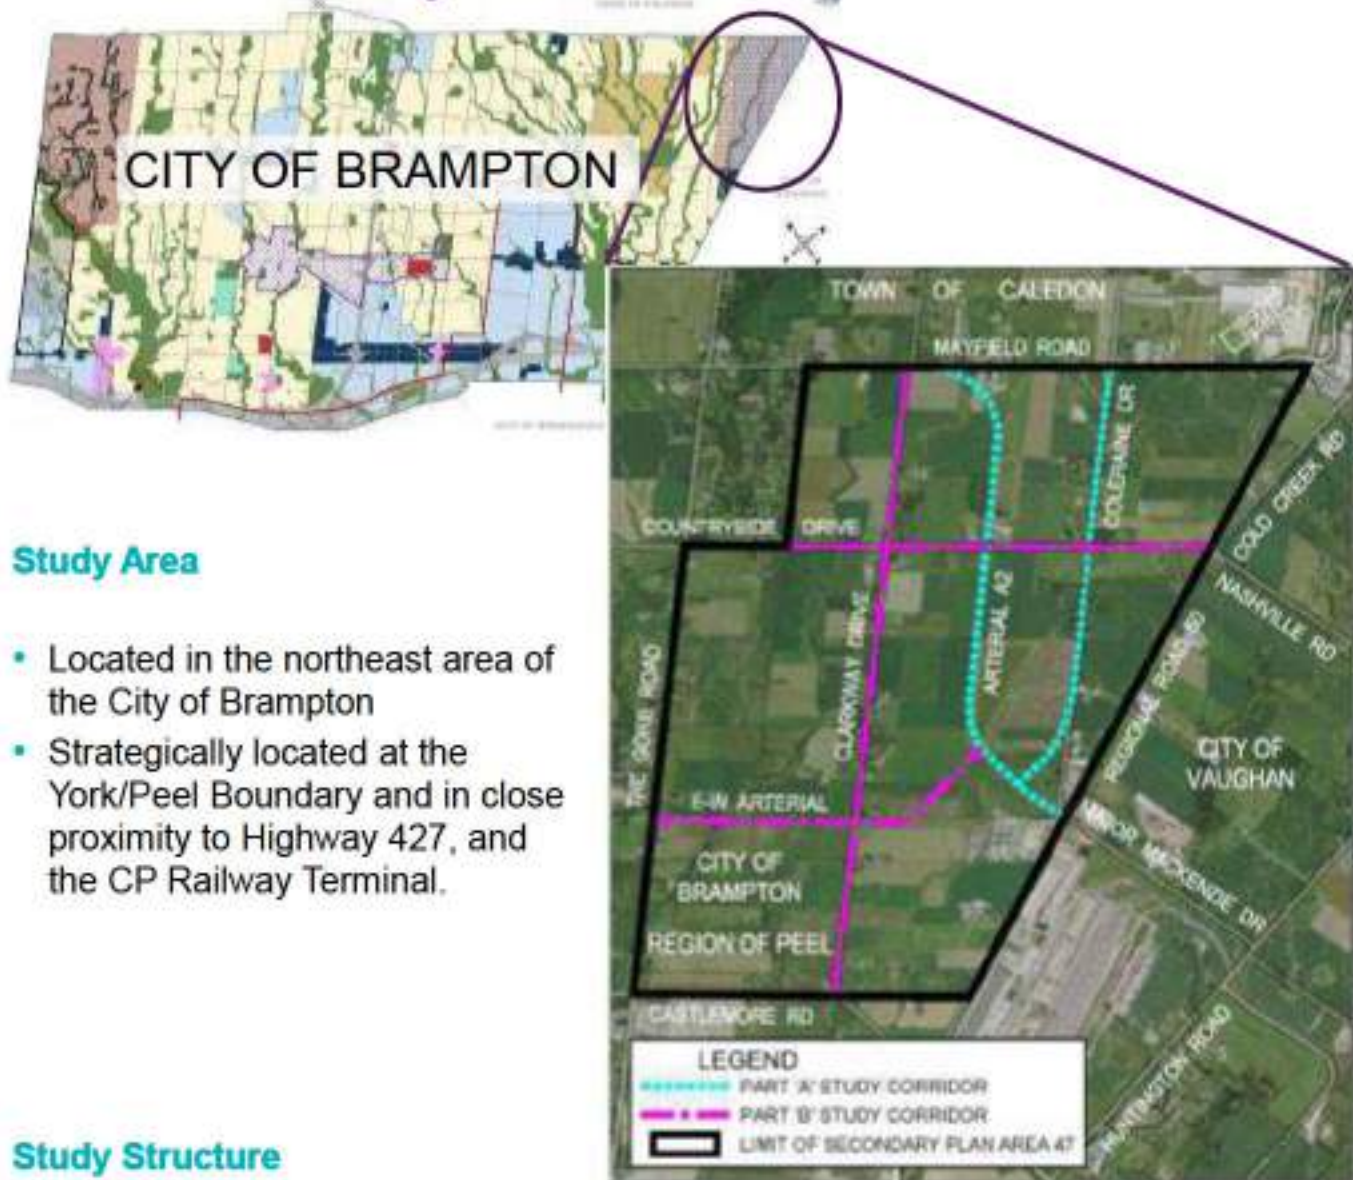 CITY OF BRAMPTON
TOWN OF CALEDON
MAYFIELD ROAD
COLERAINE DR
COLD CREEK RD
COUNTRYSIDE DRIVE
NASHVILLE RD
ARTERIAL A2
CLARKWAY DRIVE
THE GORE ROAD
REGIONAL ROAD 50
CITY OF
VAUGHAN
E-W ARTERIAL
MAJOR MACKENZIE DR
CITY OF
BRAMPTON
REGION OF PEEL
CASTLEMORE RD
HUNTINGTON ROAD
LEGEND
PART 'A' STUDY CORRIDOR
PART 'B' STUDY CORRIDOR
LIMIT OF SECONDARY PLAN AREA 47
Study Area
• Located in the northeast area of
the City of Brampton
• Strategically located at the
York/Peel Boundary and in close
proximity to Highway 427, and
the CP Railway Terminal.
Study Structure